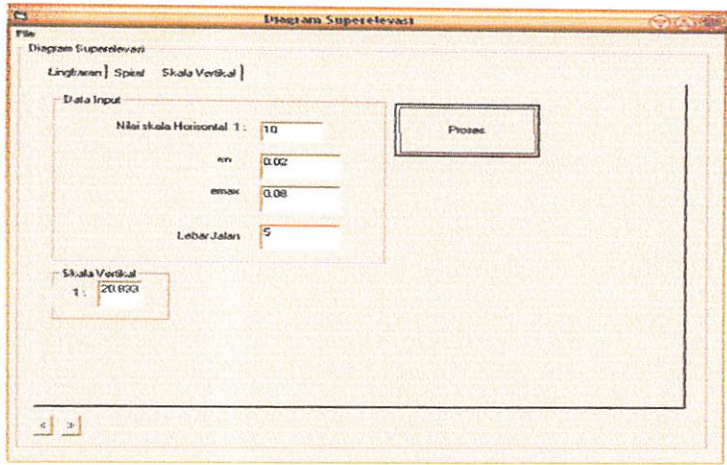 Diagram Superelevasi
File
Diagram Superelevasi
Lingkaran Spiral Skala Vertikal
Data Input
Nilai skala Horisontal 1 : 10
Proses
en 0.02
emax 0.08
Lebar Jalan 5
Skala Vertikal
1 : 20.833
< >